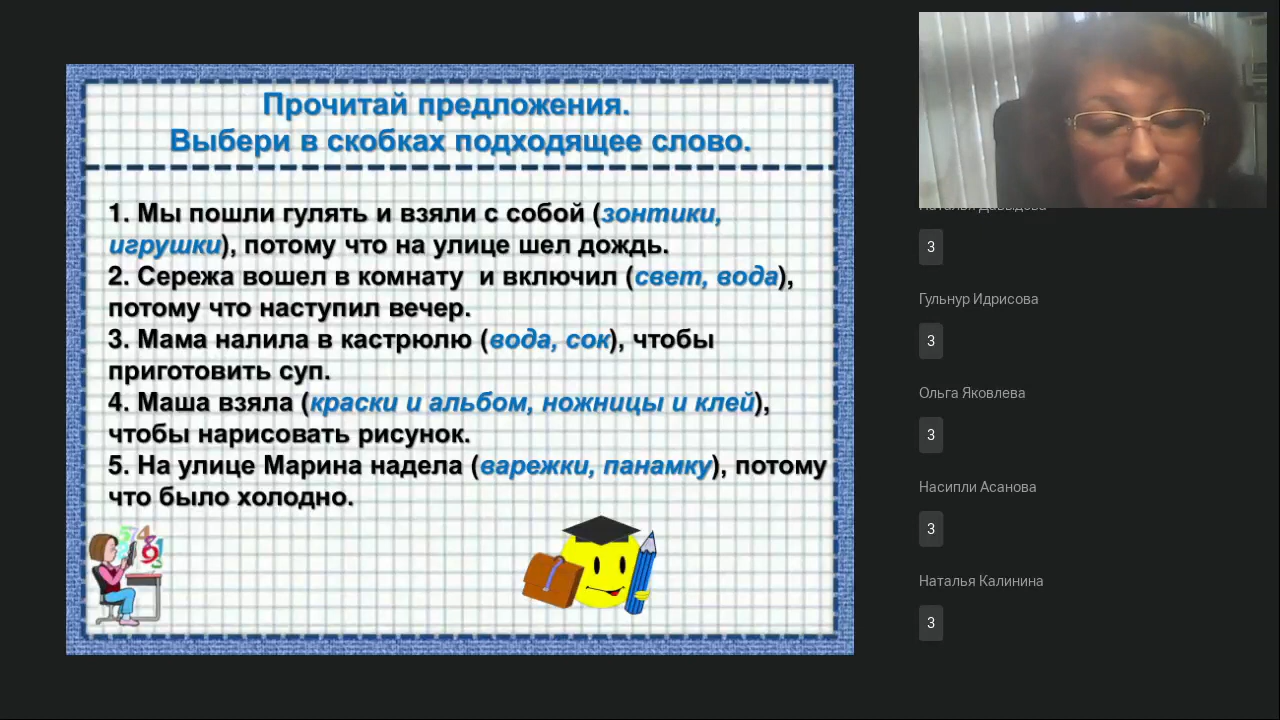 Прочитай предложения.
Выбери в скобках подходящее слово.
1. Мы пошли гулять и взяли с собой (зонтики,
игрушки), потому что на улице шел дождь.
2. Сережа вошел в комнату и включил (свет, вода),
потому что наступил вечер.
3. Мама налила в кастрюлю (вода, сок), чтобы
приготовить суп.
4. Маша взяла (краски и альбом, ножницы и клей),
чтобы нарисовать рисунок.
5. На улице Марина надела (варежки, панамку), потому
что было холодно.
Наталья Давыдова
3
Гульнур Идрисова
3
Ольга Яковлева
3
Насипли Асанова
3
Наталья Калинина
3